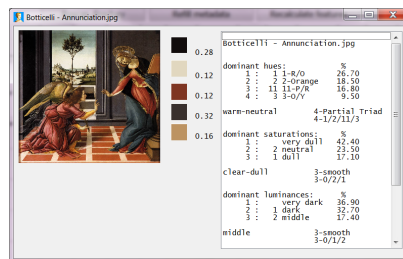 Refill metadata
Botticelli - Annunciation.jpg
0.28
0.12
0.12
0.32
0.16
Botticelli - Annunciation.jpg
dominant hues: %
1 : 1 1-R/O 26.70
2 : 2 2-Orange 18.50
3 : 11 11-P/R 16.80
4 : 3 3-O/Y 9.50
warm-neutral 4-Partial Triad
4-1/2/11/3
dominant saturations: %
1 : very dull 42.40
2 : 2 neutral 23.50
3 : 1 dull 17.10
clear-dull 3-smooth
3-0/2/1
dominant luminances: %
1 : very dark 36.90
2 : 1 dark 32.70
3 : 2 middle 17.40
middle 3-smooth
3-0/1/2